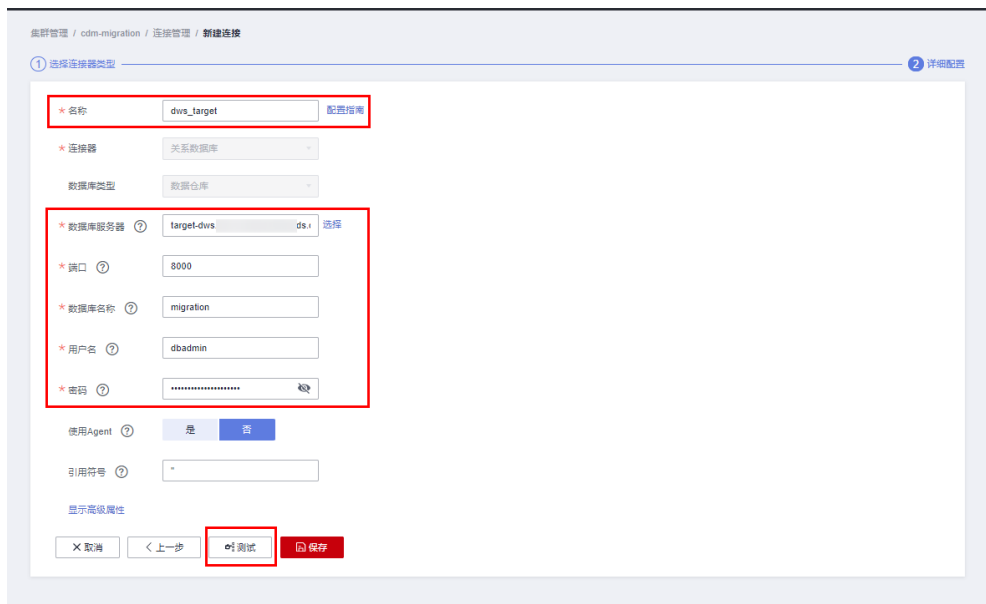 集群管理 / cdm-migration / 连接管理 / 新建连接
1 选择连接器类型 2 详细配置
* 名称 dws_target 配置指南
* 连接器 关系数据库
数据库类型 数据仓库
* 数据库服务器 ? target-dws ds. 选择
* 端口 ? 8000
* 数据库名称 ? migration
* 用户名 ? dbadmin
* 密码 ? ••••••••••••••••••••
使用Agent ? 是 否
引用符号 ? "
显示高级属性
取消 上一步 测试 保存